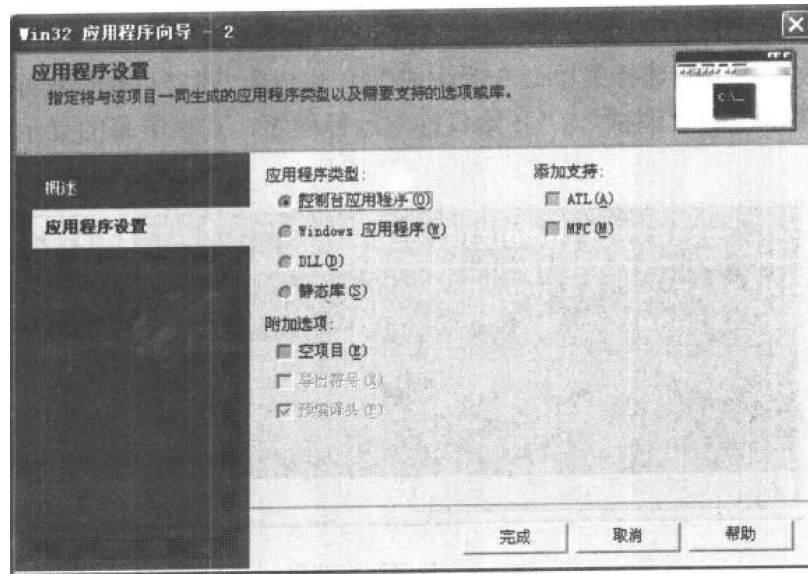 Win32 应用程序向导 - 2
应用程序设置
指定将与该项目一同生成的应用程序类型以及需要支持的选项或库。
概述
应用程序设置
应用程序类型:
控制台应用程序(O)
Windows 应用程序(W)
DLL(D)
静态库(S)
附加选项:
空项目(E)
导出符号(X)
预编译头(P)
添加支持:
ATL(A)
MFC(M)
完成
取消
帮助